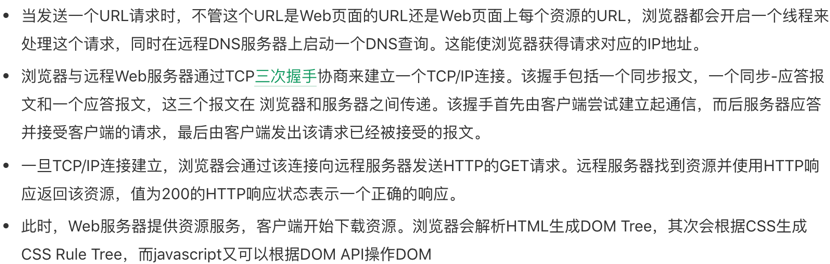 • 当发送一个URL请求时，不管这个URL是Web页面的URL还是Web页面上每个资源的URL，浏览器都会开启一个线程来
处理这个请求，同时在远程DNS服务器上启动一个DNS查询。这能使浏览器获得请求对应的IP地址。
• 浏览器与远程Web服务器通过TCP三次握手协商来建立一个TCP/IP连接。该握手包括一个同步报文，一个同步-应答报
文和一个应答报文，这三个报文在 浏览器和服务器之间传递。该握手首先由客户端尝试建立起通信，而后服务器应答
并接受客户端的请求，最后由客户端发出该请求已经被接受的报文。
• 一旦TCP/IP连接建立，浏览器会通过该连接向远程服务器发送HTTP的GET请求。远程服务器找到资源并使用HTTP响
应返回该资源，值为200的HTTP响应状态表示一个正确的响应。
• 此时，Web服务器提供资源服务，客户端开始下载资源。浏览器会解析HTML生成DOM Tree，其次会根据CSS生成
CSS Rule Tree，而javascript又可以根据DOM API操作DOM